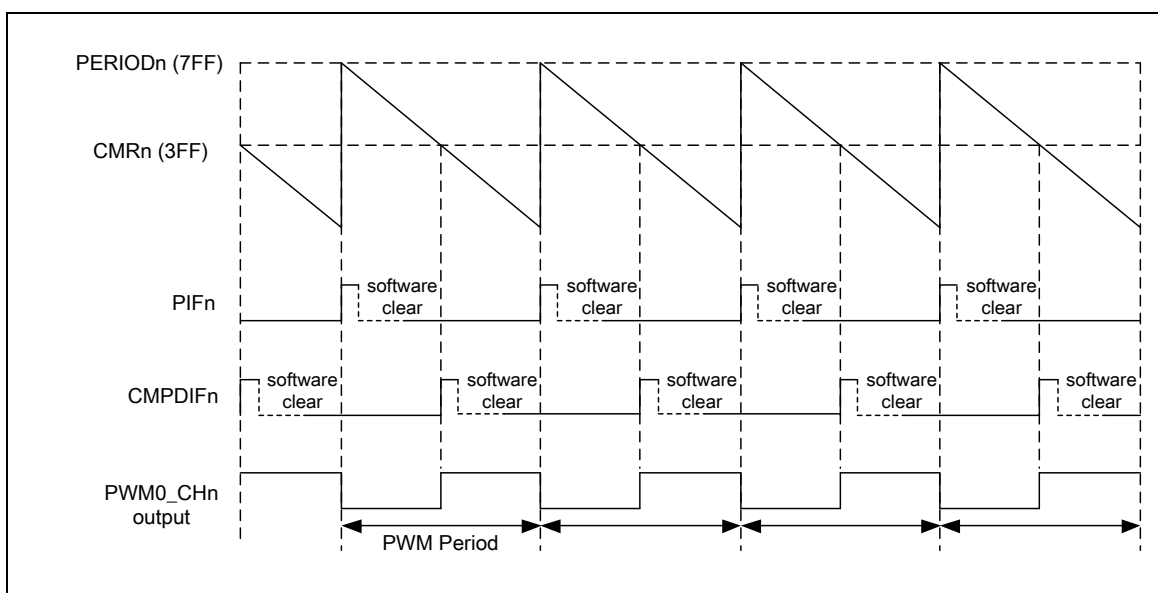 PERIODn (7FF)
CMRn (3FF)
PIFn
software
clear
software
clear
software
clear
software
clear
CMPDIFn
software
clear
software
clear
software
clear
software
clear
software
clear
PWM0_CHn
output
PWM Period